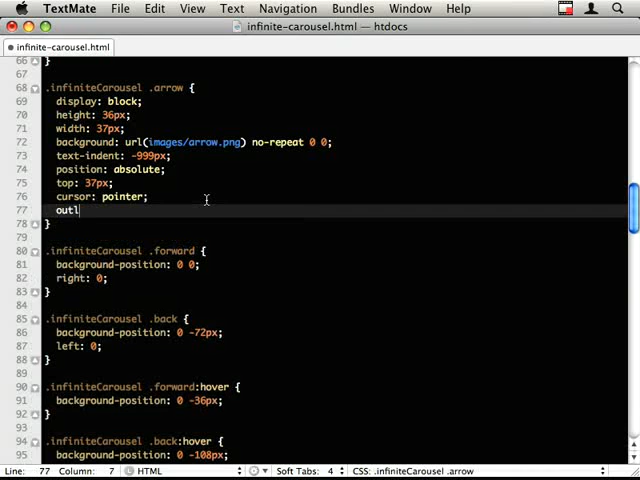 TextMate File Edit View Text Navigation Bundles Window Help
infinite-carousel.html — htdocs
infinite-carousel.html
66 }
67
68 .infiniteCarousel .arrow {
69 display: block;
70 height: 36px;
71 width: 37px;
72 background: url(images/arrow.png) no-repeat 0 0;
73 text-indent: -999px;
74 position: absolute;
75 top: 37px;
76 cursor: pointer;
77 outl
78 }
79
80 .infiniteCarousel .forward {
81 background-position: 0 0;
82 right: 0;
83 }
84
85 .infiniteCarousel .back {
86 background-position: 0 -72px;
87 left: 0;
88 }
89
90 .infiniteCarousel .forward:hover {
91 background-position: 0 -36px;
92 }
93
94 .infiniteCarousel .back:hover {
95 background-position: 0 -108px;
Line: 77 Column: 7 L HTML Soft Tabs: 4 CSS: .infiniteCarousel .arrow